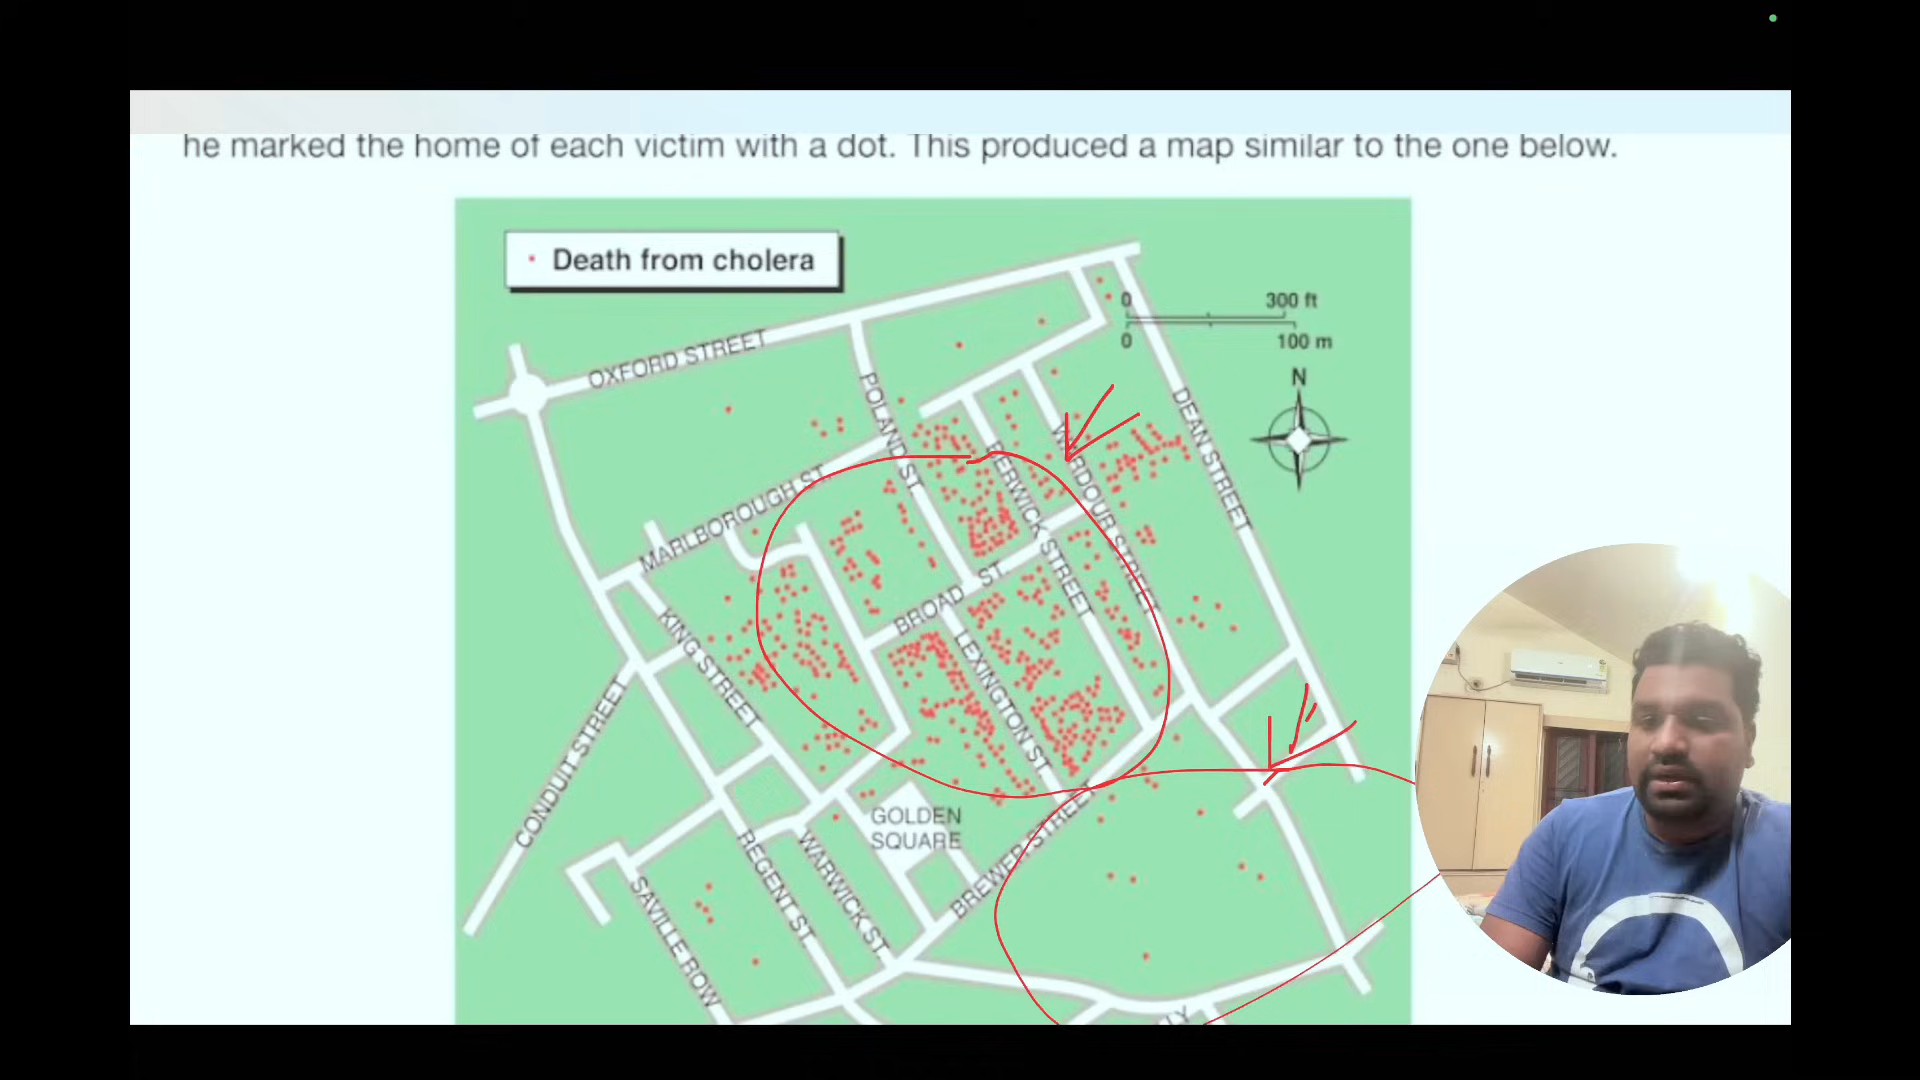 he marked the home of each victim with a dot. This produced a map similar to the one below.
Death from cholera
0 300 ft
0 100 m
N
OXFORD STREET
POLAND ST.
DEAN STREET
BERWICK STREET
WARDOUR STREET
MARLBOROUGH ST.
BROAD ST.
KING STREET
LEXINGTON ST.
CONDUIT STREET
GOLDEN
SQUARE
REGENT ST.
WARWICK ST.
BREWER STREET
SAVILLE ROW